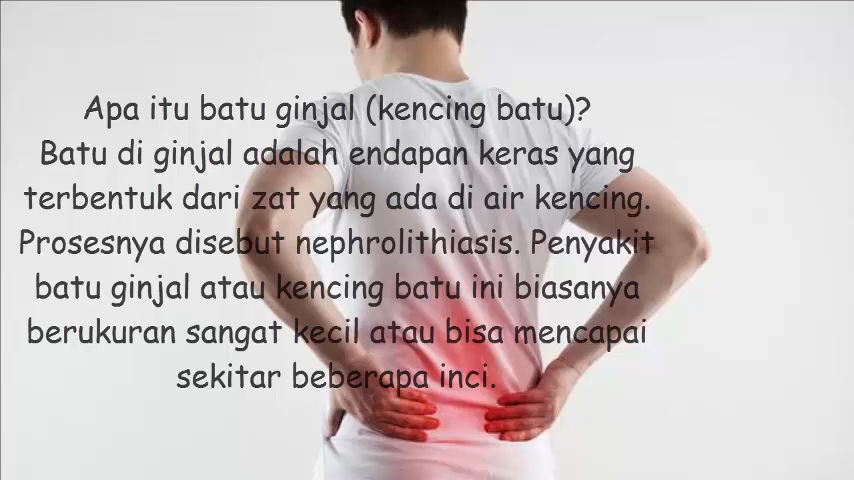 Apa itu batu ginjal (kencing batu)?
Batu di ginjal adalah endapan keras yang
terbentuk dari zat yang ada di air kencing.
Prosesnya disebut nephrolithiasis. Penyakit
batu ginjal atau kencing batu ini biasanya
berukuran sangat kecil atau bisa mencapai
sekitar beberapa inci.